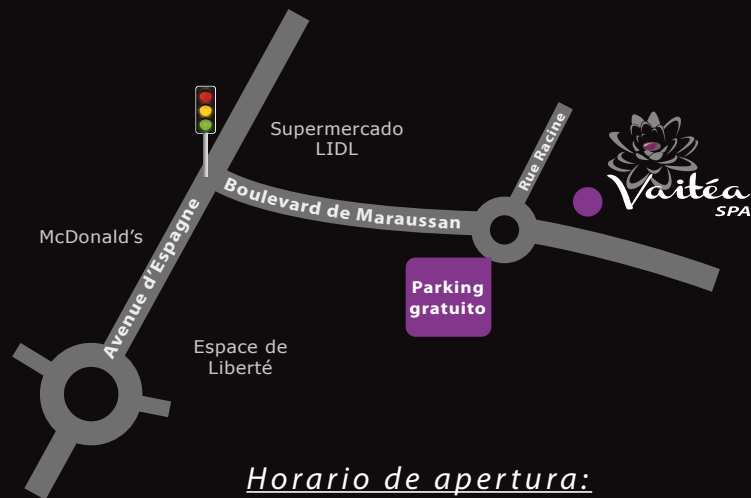 Supermercado
LIDL
Rue Racine
Vaitéa
SPA
Boulevard de Maraussan
McDonald's
Avenue d'Espagne
Parking
gratuito
Espace de
Liberté
Horario de apertura: